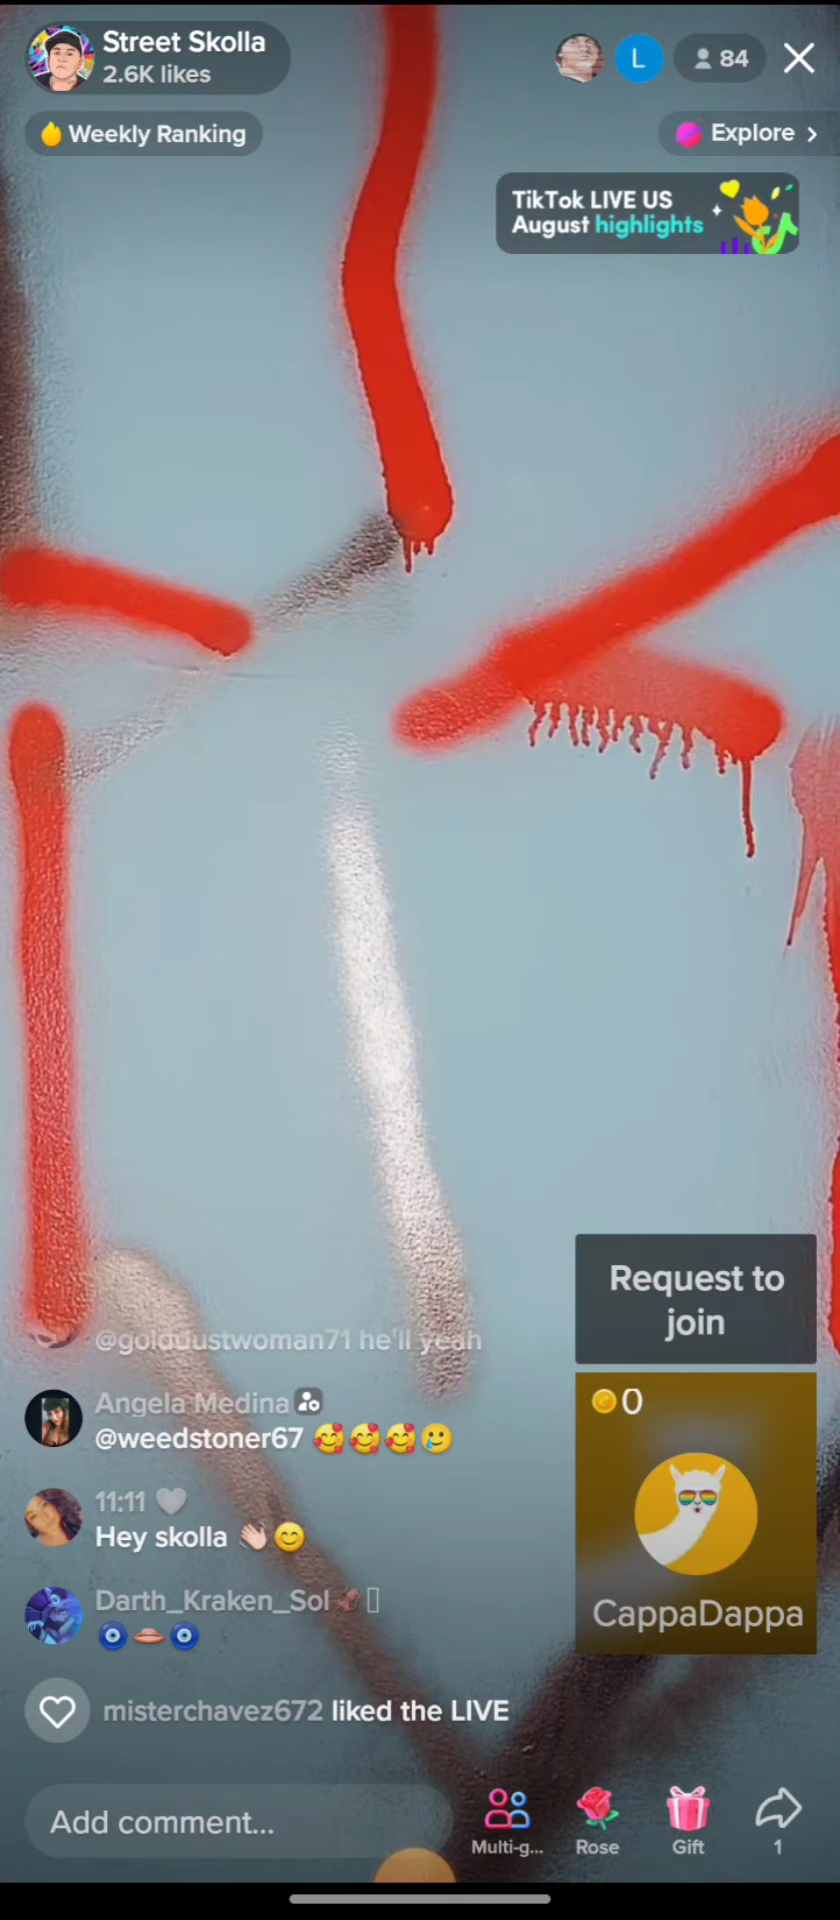 Street Skolla
2.6K likes
L
84
Weekly Ranking
Explore >
TikTok LIVE US
August highlights
Request to
join
@golddustwoman71 he'll yeah
Angela Medina
@weedstoner67 🥰🥰🥰🥲
0
11:11 🤍
Hey skolla 👋🏻😊
Darth_Kraken_Sol🦑
🧿👄🧿
CappaDappa
misterchavez672 liked the LIVE
Add comment...
Multi-g...
Rose
Gift
1